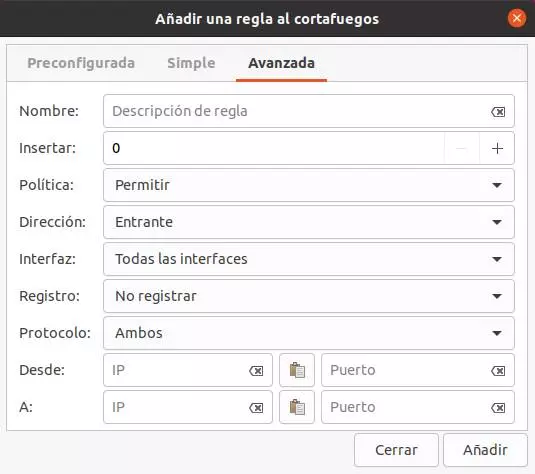 Añadir una regla al cortafuegos
Preconfigurada Simple Avanzada
Nombre: Descripción de regla
Insertar: 0
Política: Permitir
Dirección: Entrante
Interfaz: Todas las interfaces
Registro: No registrar
Protocolo: Ambos
Desde: IP Puerto
A: IP Puerto
Cerrar Añadir